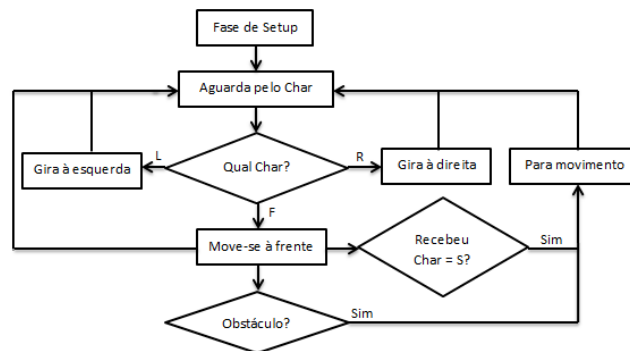 Fase de Setup
Aguarda pelo Char
Gira à esquerda
L
Qual Char?
R
Gira à direita
Para movimento
F
Move-se à frente
Recebeu
Char = S?
Sim
Obstáculo?
Sim